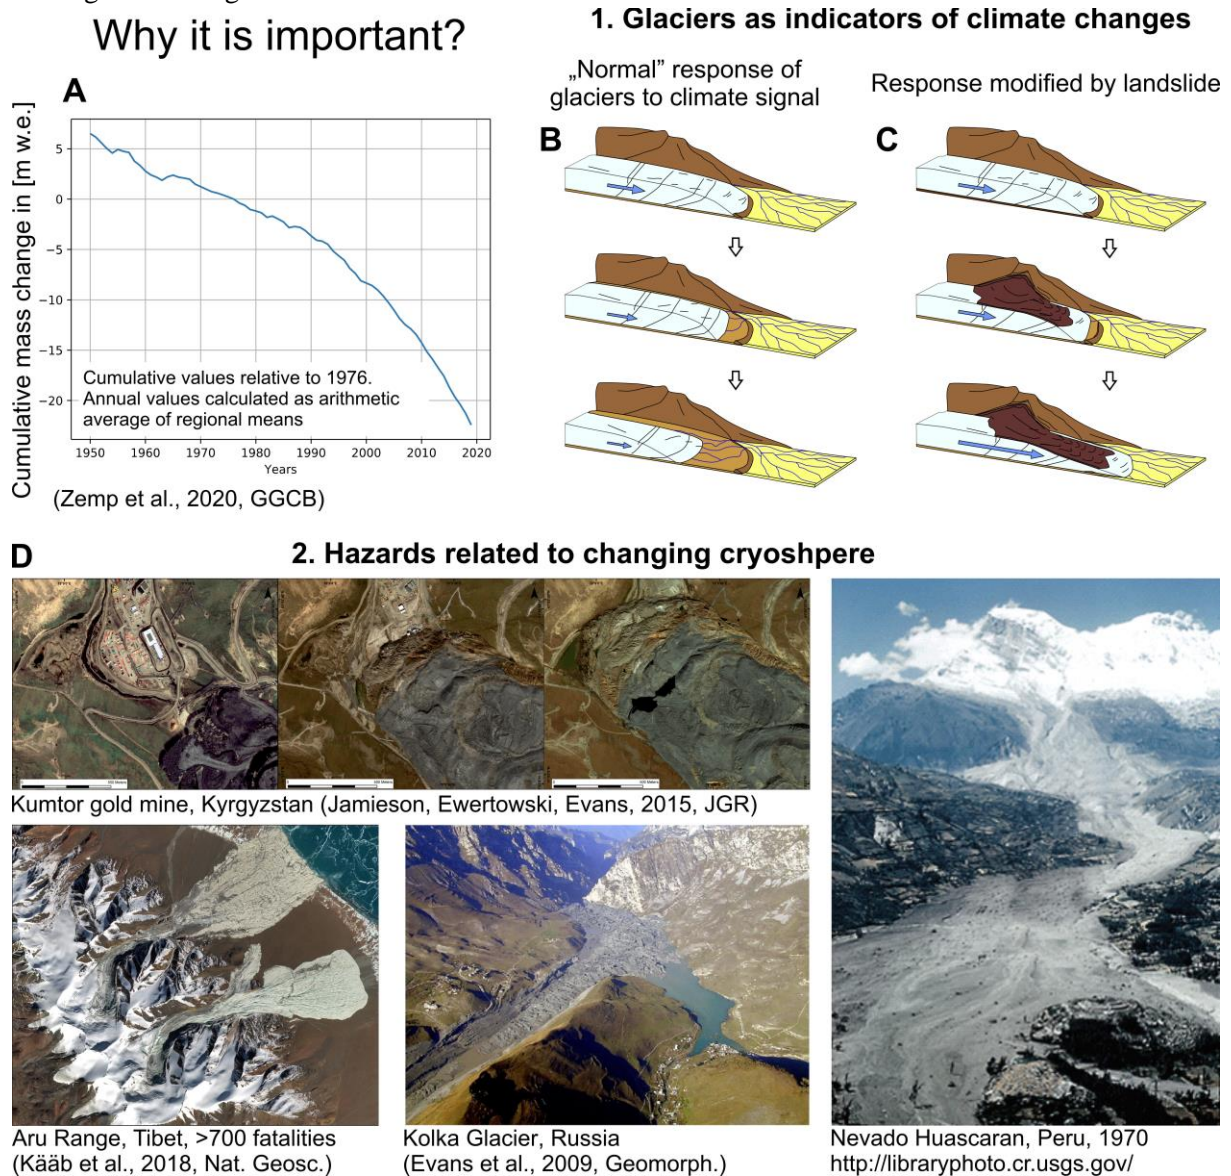 Why it is important?
A
Cumulative mass change in [m w.e.]
5
0
−5
−10
−15
−20
Cumulative values relative to 1976.
Annual values calculated as arithmetic
average of regional means
1950 1960 1970 1980 1990 2000 2010 2020
Years
(Zemp et al., 2020, GGCB)
1. Glaciers as indicators of climate changes
„Normal” response of
glaciers to climate signal
Response modified by landslide
B
C
D
2. Hazards related to changing cryoshpere
Kumtor gold mine, Kyrgyzstan (Jamieson, Ewertowski, Evans, 2015, JGR)
Aru Range, Tibet, >700 fatalities
(Kääb et al., 2018, Nat. Geosc.)
Kolka Glacier, Russia
(Evans et al., 2009, Geomorph.)
Nevado Huascaran, Peru, 1970
http://libraryphoto.cr.usgs.gov/